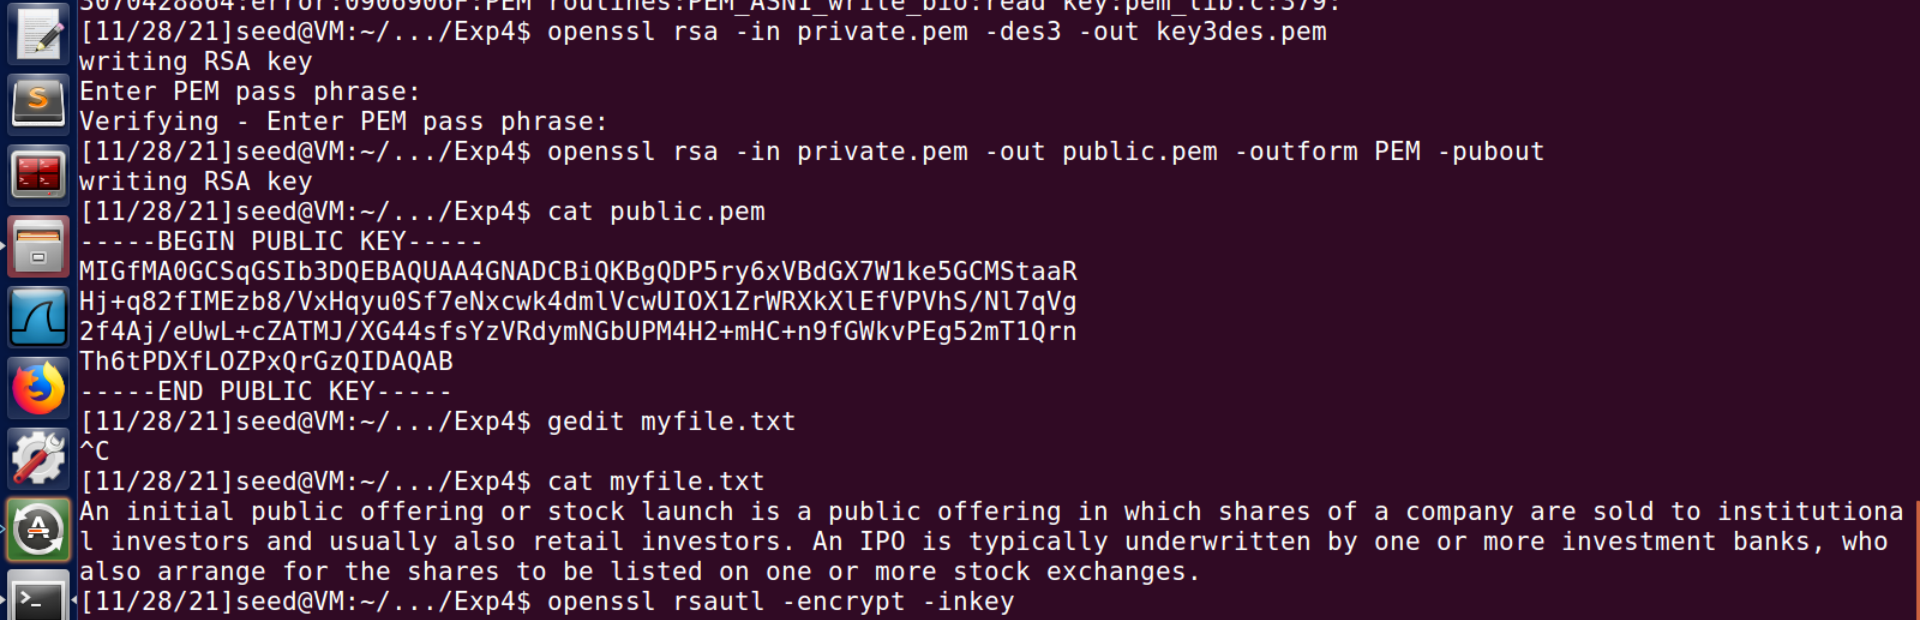 3070428864:error:0906906F:PEM routines:PEM_ASN1_write_bio:read key:pem_lib.c:379:
[11/28/21]seed@VM:~/.../Exp4$ openssl rsa -in private.pem -des3 -out key3des.pem
writing RSA key
Enter PEM pass phrase:
Verifying - Enter PEM pass phrase:
[11/28/21]seed@VM:~/.../Exp4$ openssl rsa -in private.pem -out public.pem -outform PEM -pubout
writing RSA key
[11/28/21]seed@VM:~/.../Exp4$ cat public.pem
-----BEGIN PUBLIC KEY-----
MIGfMA0GCSqGSIb3DQEBAQUAA4GNADCBiQKBgQDP5ry6xVBdGX7W1ke5GCMStaaR
Hj+q82fIMEzb8/VxHqyu0Sf7eNxcwk4dmlVcwUIOX1ZrWRXkXlEfVPVhS/Nl7qVg
2f4Aj/eUwL+cZATMJ/XG44sfsYzVRdymNGbUPM4H2+mHC+n9fGWkvPEg52mT1Qrn
Th6tPDXfLOZPxQrGzQIDAQAB
-----END PUBLIC KEY-----
[11/28/21]seed@VM:~/.../Exp4$ gedit myfile.txt
^C
[11/28/21]seed@VM:~/.../Exp4$ cat myfile.txt
An initial public offering or stock launch is a public offering in which shares of a company are sold to institutiona
l investors and usually also retail investors. An IPO is typically underwritten by one or more investment banks, who
also arrange for the shares to be listed on one or more stock exchanges.
[11/28/21]seed@VM:~/.../Exp4$ openssl rsautl -encrypt -inkey